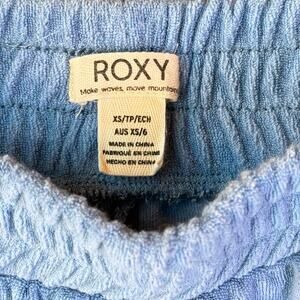 ROXY
Make waves, move mountains
XS/TP/ECH
AUS XS/6
MADE IN CHINA
FABRIQUÉ EN CHINE
HECHO EN CHINA